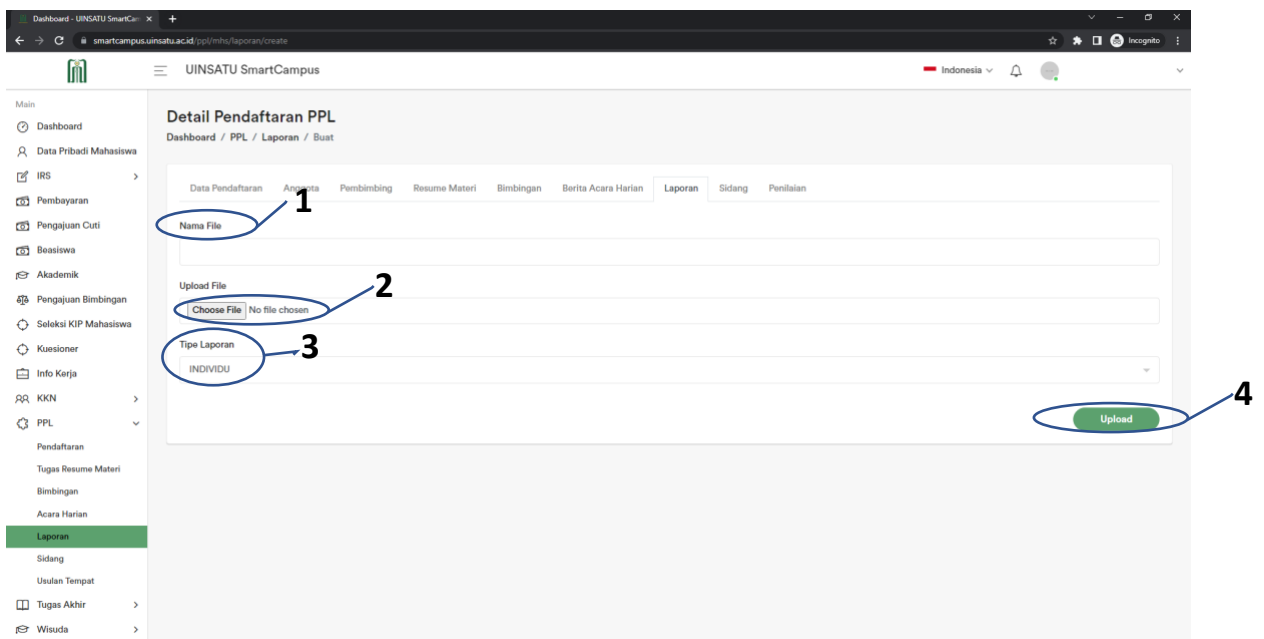 Dashboard - UINSATU SmartCam
smartcampus.uinsatu.ac.id/ppl/mhs/laporan/create
Incognito
UINSATU SmartCampus
Indonesia
Main
Dashboard
Data Pribadi Mahasiswa
IRS
Pembayaran
Pengajuan Cuti
Beasiswa
Akademik
Pengajuan Bimbingan
Seleksi KIP Mahasiswa
Kuesioner
Info Kerja
KKN
PPL
Pendaftaran
Tugas Resume Materi
Bimbingan
Acara Harian
Laporan
Sidang
Usulan Tempat
Tugas Akhir
Wisuda
Detail Pendaftaran PPL
Dashboard / PPL / Laporan / Buat
Data Pendaftaran Anggota Pembimbing Resume Materi Bimbingan Berita Acara Harian Laporan Sidang Penilaian
1
Nama File
2
Upload File
Choose File No file chosen
3
Tipe Laporan
INDIVIDU
4
Upload